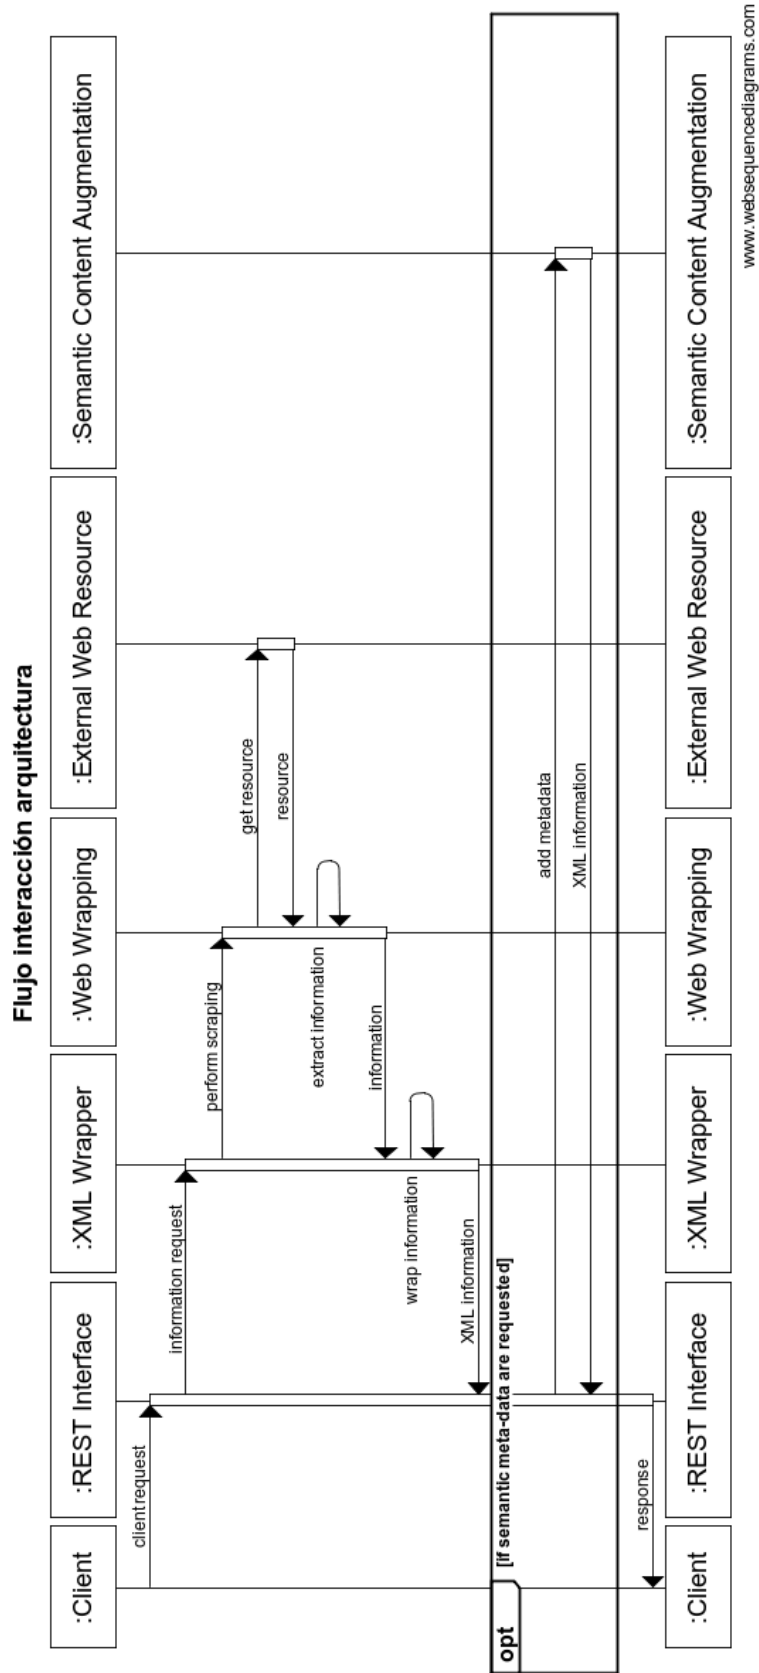 Flujo interacción arquitectura
:Client
:REST Interface
:XML Wrapper
:Web Wrapping
:External Web Resource
:Semantic Content Augmentation
client request
information request
perform scraping
get resource
resource
extract information
information
wrap information
XML information
opt
[if semantic meta-data are requested]
add metadata
XML information
response
:Client
:REST Interface
:XML Wrapper
:Web Wrapping
:External Web Resource
:Semantic Content Augmentation
www.websequencediagrams.com